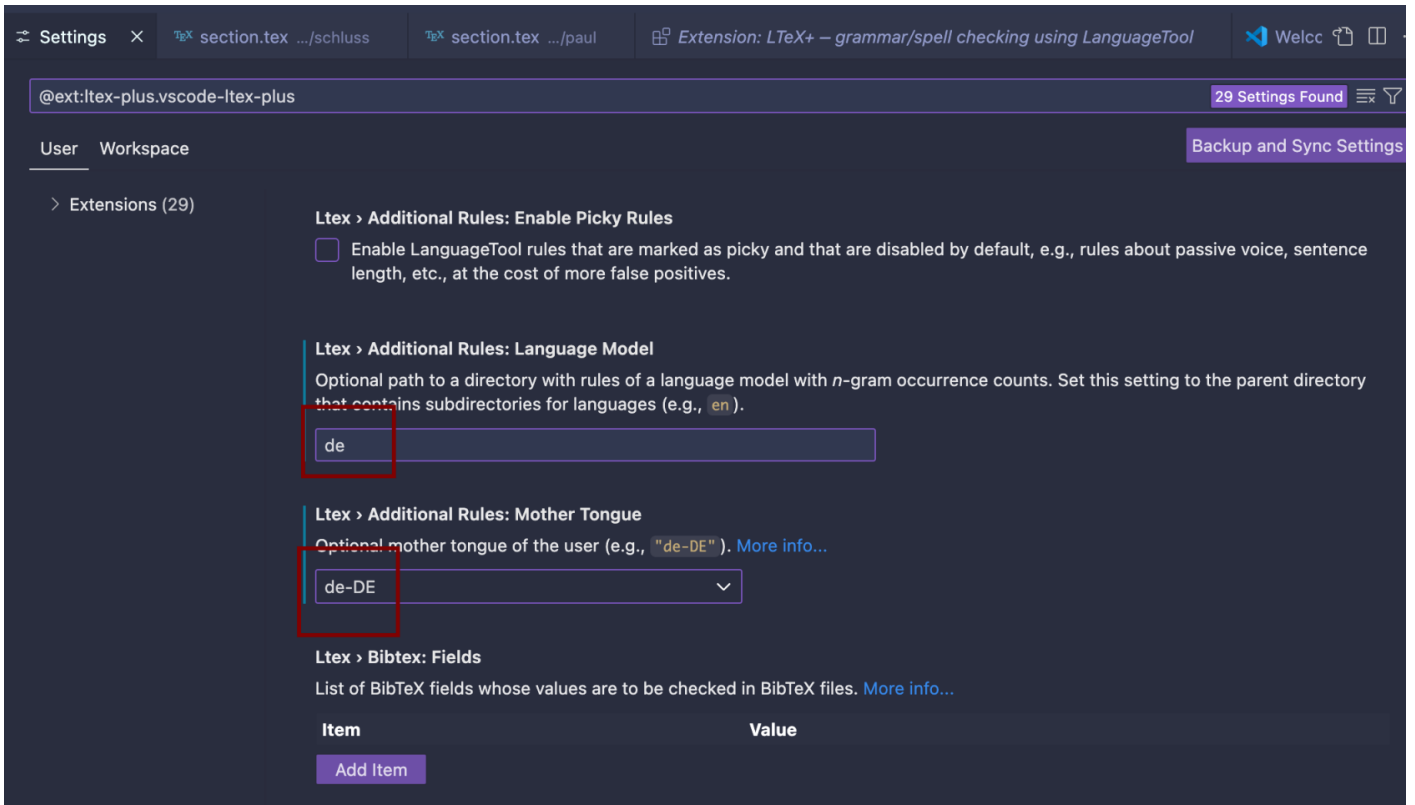 Settings × TEX section.tex .../schluss TEX section.tex .../paul Extension: LTeX+ – grammar/spell checking using LanguageTool Welcc
@ext:ltex-plus.vscode-ltex-plus 29 Settings Found
User Workspace Backup and Sync Settings
Extensions (29)
Ltex › Additional Rules: Enable Picky Rules
Enable LanguageTool rules that are marked as picky and that are disabled by default, e.g., rules about passive voice, sentence
length, etc., at the cost of more false positives.
Ltex › Additional Rules: Language Model
Optional path to a directory with rules of a language model with n-gram occurrence counts. Set this setting to the parent directory
that contains subdirectories for languages (e.g., en ).
de
Ltex › Additional Rules: Mother Tongue
Optional mother tongue of the user (e.g., "de-DE" ). More info...
de-DE
Ltex › Bibtex: Fields
List of BibTeX fields whose values are to be checked in BibTeX files. More info...
Item Value
Add Item